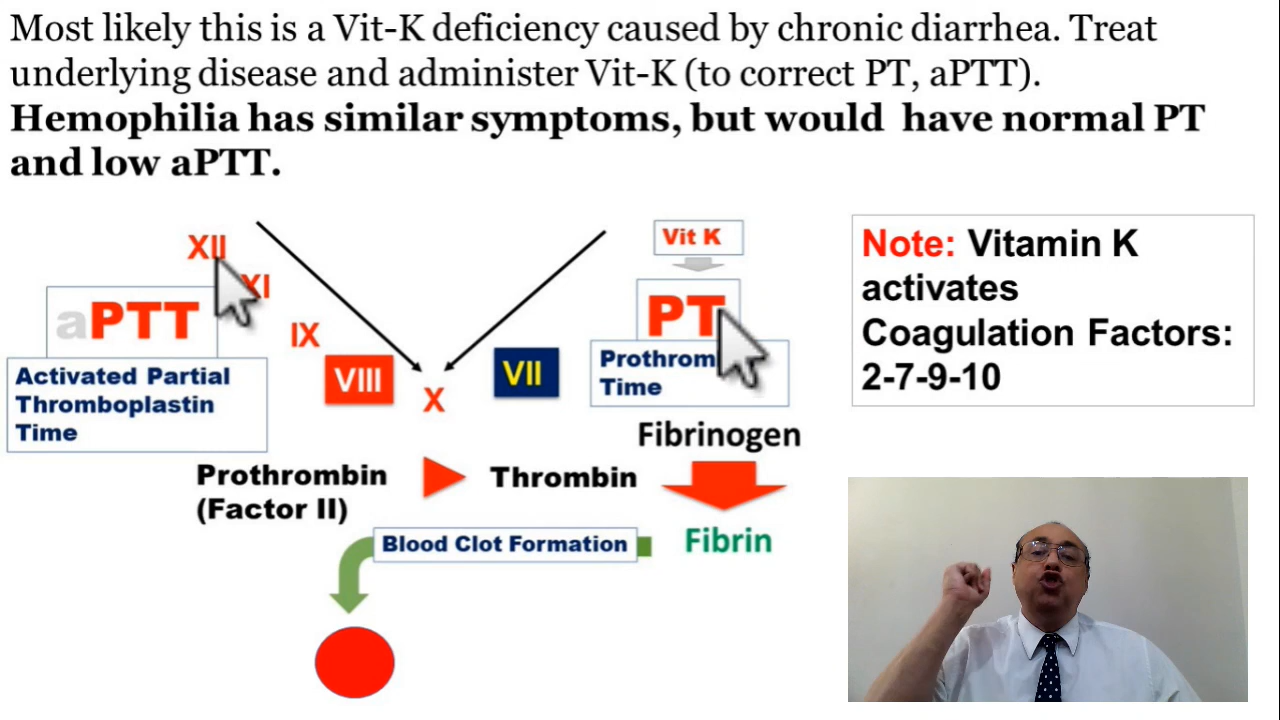 Most likely this is a Vit-K deficiency caused by chronic diarrhea. Treat
underlying disease and administer Vit-K (to correct PT, aPTT).
Hemophilia has similar symptoms, but would have normal PT
and low aPTT.
XII
XI
aPTT
Activated Partial
Thromboplastin
Time
IX
VIII
X
VII
Vit K
PT
Prothrom
Time
Fibrinogen
Prothrombin
(Factor II)
Thrombin
Fibrin
Blood Clot Formation
Note: Vitamin K
activates
Coagulation Factors:
2-7-9-10